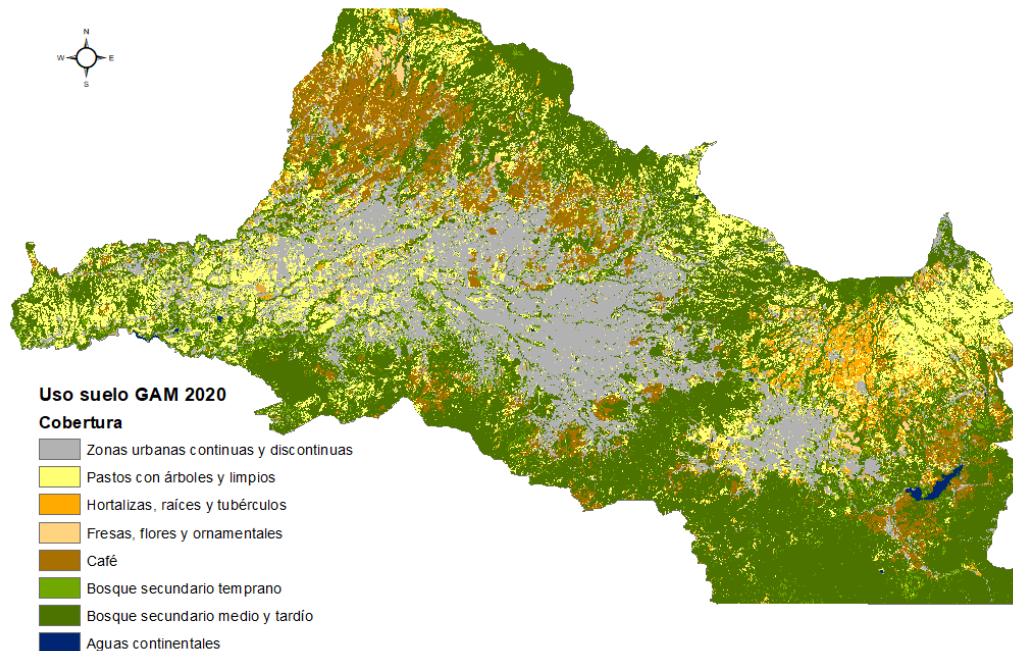 N
W E
S
Uso suelo GAM 2020
Cobertura
Zonas urbanas continuas y discontinuas
Pastos con árboles y limpios
Hortalizas, raíces y tubérculos
Fresas, flores y ornamentales
Café
Bosque secundario temprano
Bosque secundario medio y tardío
Aguas continentales